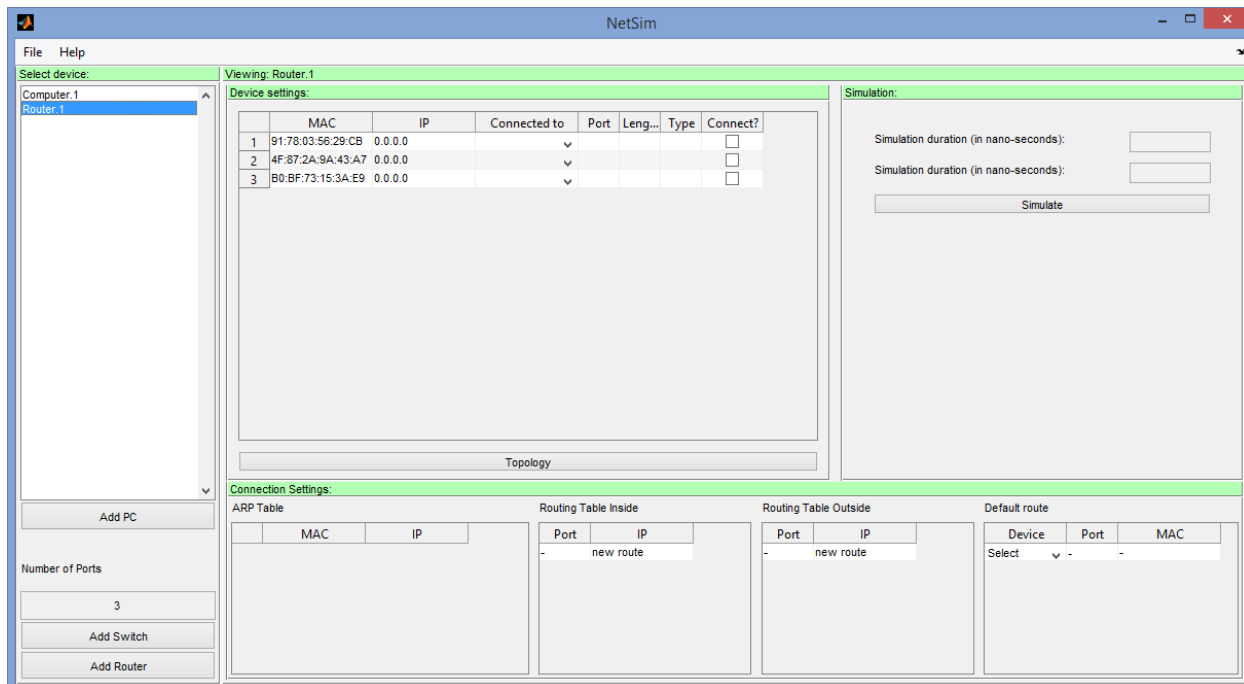 NetSim
File Help
Select device:
Computer.1
Router.1
Add PC
Number of Ports
3
Add Switch
Add Router
Viewing: Router.1
Device settings:
MAC IP Connected to Port Leng... Type Connect?
1 91:78:03:56:29:CB 0.0.0.0
2 4F:87:2A:9A:43:A7 0.0.0.0
3 B0:BF:73:15:3A:E9 0.0.0.0
Topology
Simulation:
Simulation duration (in nano-seconds):
Simulation duration (in nano-seconds):
Simulate
Connection Settings:
ARP Table
MAC IP
Routing Table Inside
Port IP
- new route
Routing Table Outside
Port IP
- new route
Default route
Device Port MAC
Select - -